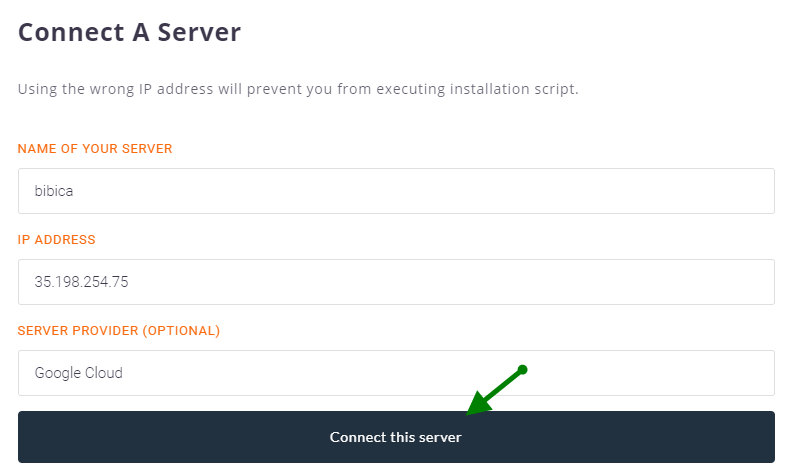 Connect A Server
Using the wrong IP address will prevent you from executing installation script.
NAME OF YOUR SERVER
bibica
IP ADDRESS
35.198.254.75
SERVER PROVIDER (OPTIONAL)
Google Cloud
Connect this server